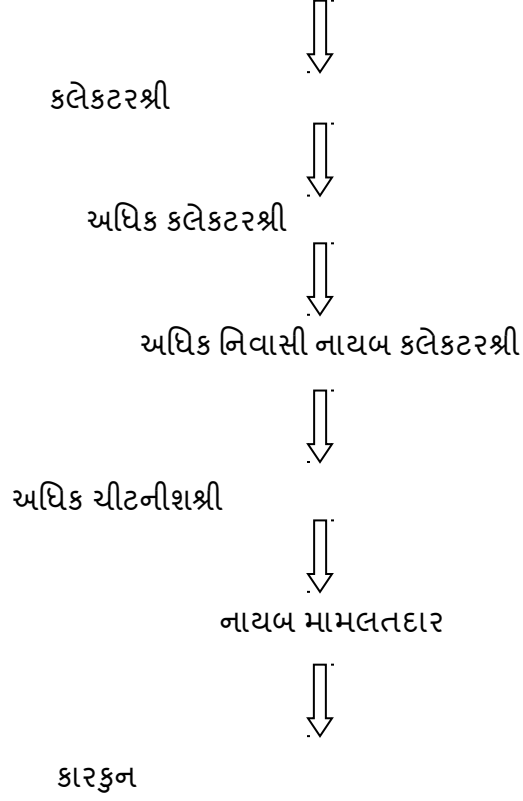 કલેકટરશ્રી
અધિક કલેકટરશ્રી
અધિક નિવાસી નાયબ કલેકટરશ્રી
અધિક ચીટનીશશ્રી
નાયબ મામલતદાર
કારકુન